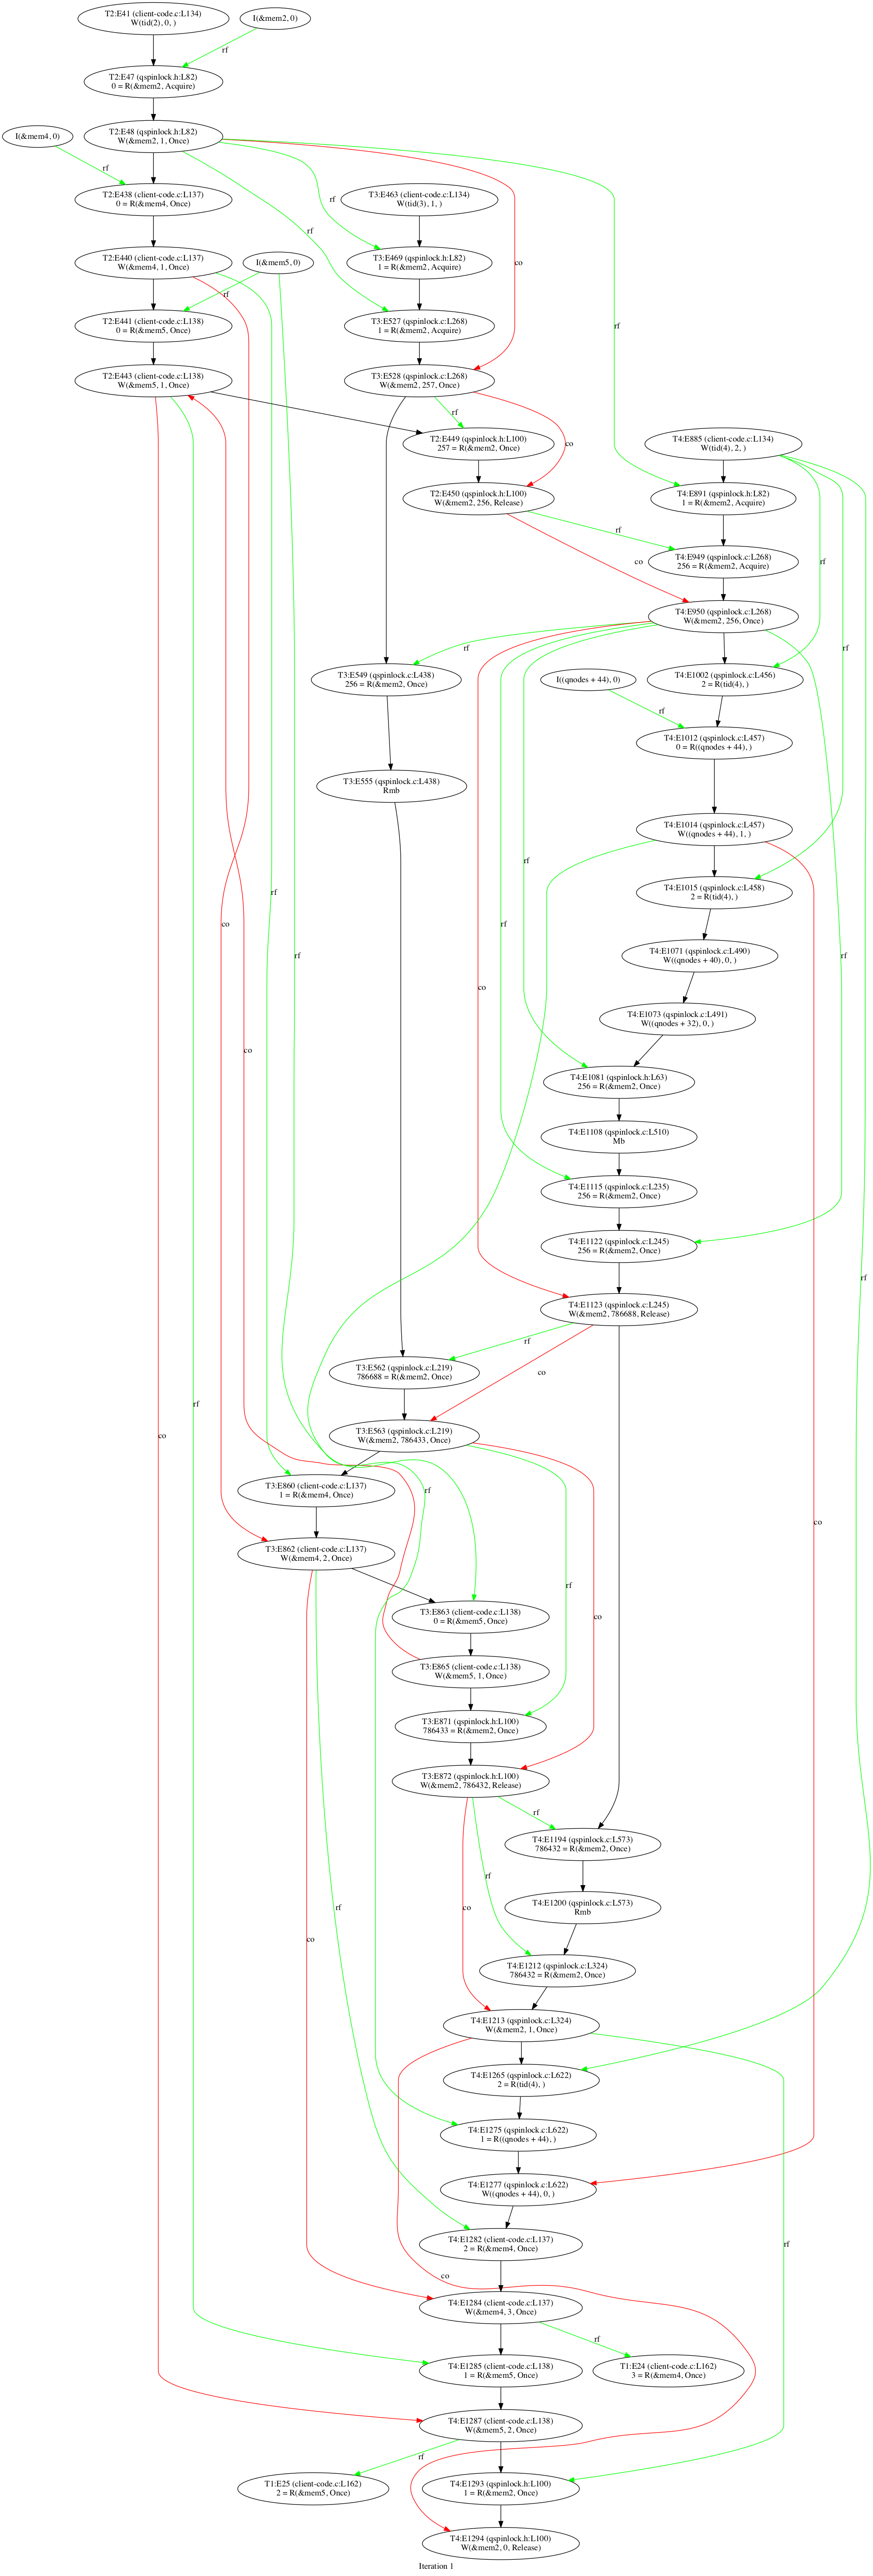 T2:E41 (client-code.c:L134)
W(tid(2), 0, )
I(&mem2, 0)
rf
T2:E47 (qspinlock.h:L82)
0 = R(&mem2, Acquire)
I(&mem4, 0)
T2:E48 (qspinlock.h:L82)
W(&mem2, 1, Once)
rf
T2:E438 (client-code.c:L137)
0 = R(&mem4, Once)
rf
T3:E463 (client-code.c:L134)
W(tid(3), 1, )
rf
T2:E440 (client-code.c:L137)
W(&mem4, 1, Once)
I(&mem5, 0)
T3:E469 (qspinlock.h:L82)
1 = R(&mem2, Acquire)
co
rf
T2:E441 (client-code.c:L138)
0 = R(&mem5, Once)
T3:E527 (qspinlock.c:L268)
1 = R(&mem2, Acquire)
rf
T2:E443 (client-code.c:L138)
W(&mem5, 1, Once)
T3:E528 (qspinlock.c:L268)
W(&mem2, 257, Once)
rf
T2:E449 (qspinlock.h:L100)
257 = R(&mem2, Once)
co
T4:E885 (client-code.c:L134)
W(tid(4), 2, )
T2:E450 (qspinlock.h:L100)
W(&mem2, 256, Release)
T4:E891 (qspinlock.h:L82)
1 = R(&mem2, Acquire)
rf
co
T4:E949 (qspinlock.c:L268)
256 = R(&mem2, Acquire)
rf
T4:E950 (qspinlock.c:L268)
W(&mem2, 256, Once)
rf
rf
T3:E549 (qspinlock.c:L438)
256 = R(&mem2, Once)
I((qnodes + 44), 0)
T4:E1002 (qspinlock.c:L456)
2 = R(tid(4), )
rf
T4:E1012 (qspinlock.c:L457)
0 = R((qnodes + 44), )
T3:E555 (qspinlock.c:L438)
Rmb
T4:E1014 (qspinlock.c:L457)
W((qnodes + 44), 1, )
rf
rf
T4:E1015 (qspinlock.c:L458)
2 = R(tid(4), )
co
rf
rf
T4:E1071 (qspinlock.c:L490)
W((qnodes + 40), 0, )
rf
co
T4:E1073 (qspinlock.c:L491)
W((qnodes + 32), 0, )
co
T4:E1081 (qspinlock.h:L63)
256 = R(&mem2, Once)
T4:E1108 (qspinlock.c:L510)
Mb
T4:E1115 (qspinlock.c:L235)
256 = R(&mem2, Once)
T4:E1122 (qspinlock.c:L245)
256 = R(&mem2, Once)
rf
T4:E1123 (qspinlock.c:L245)
W(&mem2, 786688, Release)
rf
T3:E562 (qspinlock.c:L219)
786688 = R(&mem2, Once)
co
rf
co
T3:E563 (qspinlock.c:L219)
W(&mem2, 786433, Once)
T3:E860 (client-code.c:L137)
1 = R(&mem4, Once)
rf
co
T3:E862 (client-code.c:L137)
W(&mem4, 2, Once)
rf
T3:E863 (client-code.c:L138)
0 = R(&mem5, Once)
co
T3:E865 (client-code.c:L138)
W(&mem5, 1, Once)
T3:E871 (qspinlock.h:L100)
786433 = R(&mem2, Once)
T3:E872 (qspinlock.h:L100)
W(&mem2, 786432, Release)
rf
T4:E1194 (qspinlock.c:L573)
786432 = R(&mem2, Once)
rf
rf
co
T4:E1200 (qspinlock.c:L573)
Rmb
co
T4:E1212 (qspinlock.c:L324)
786432 = R(&mem2, Once)
T4:E1213 (qspinlock.c:L324)
W(&mem2, 1, Once)
T4:E1265 (qspinlock.c:L622)
2 = R(tid(4), )
T4:E1275 (qspinlock.c:L622)
1 = R((qnodes + 44), )
T4:E1277 (qspinlock.c:L622)
W((qnodes + 44), 0, )
T4:E1282 (client-code.c:L137)
2 = R(&mem4, Once)
rf
co
T4:E1284 (client-code.c:L137)
W(&mem4, 3, Once)
rf
T4:E1285 (client-code.c:L138)
1 = R(&mem5, Once)
T1:E24 (client-code.c:L162)
3 = R(&mem4, Once)
T4:E1287 (client-code.c:L138)
W(&mem5, 2, Once)
rf
T1:E25 (client-code.c:L162)
2 = R(&mem5, Once)
T4:E1293 (qspinlock.h:L100)
1 = R(&mem2, Once)
T4:E1294 (qspinlock.h:L100)
W(&mem2, 0, Release)
Iteration 1